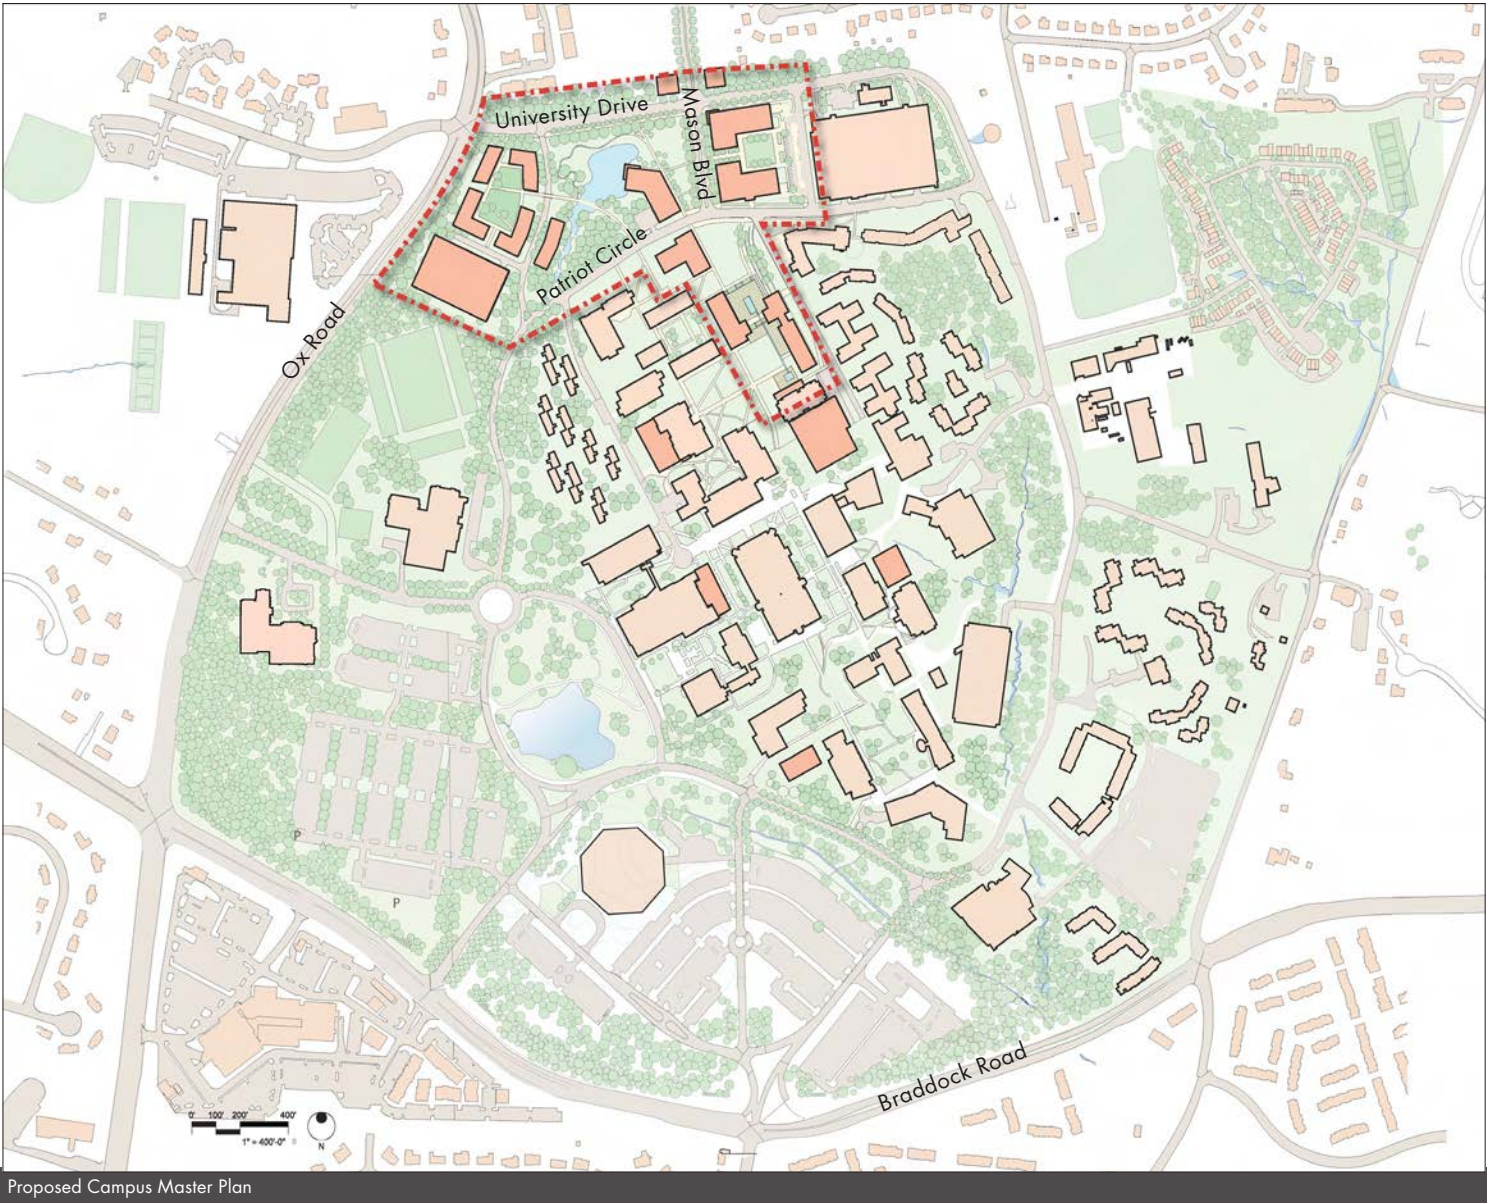 University Drive
Mason Blvd
Patriot Circle
Ox Road
P
P
Braddock Road
0' 100' 200' 400'
1" = 400'-0"
N
Proposed Campus Master Plan